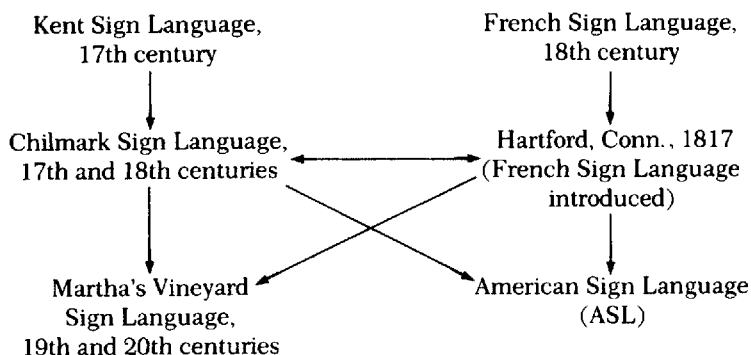 Kent Sign Language,
17th century
French Sign Language,
18th century
Chilmark Sign Language,
17th and 18th centuries
Hartford, Conn., 1817
(French Sign Language
introduced)
Martha's Vineyard
Sign Language,
19th and 20th centuries
American Sign Language
(ASL)